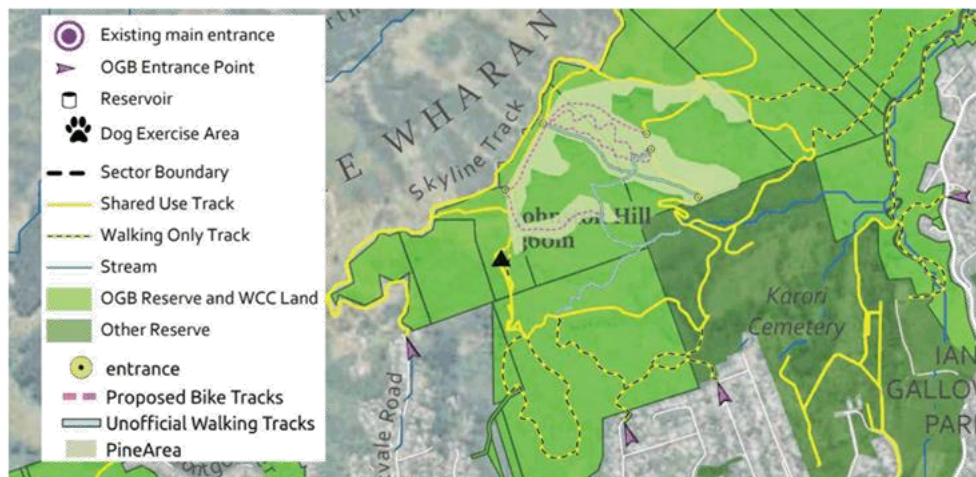 Existing main entrance
OGB Entrance Point
Reservoir
Dog Exercise Area
Sector Boundary
Shared Use Track
Walking Only Track
Stream
OGB Reserve and WCC Land
Other Reserve
entrance
Proposed Bike Tracks
Unofficial Walking Tracks
PineArea
E WHARAN
Skyline Track
Hill
Karori
Cemetery
IAN
GALLO
PAR
vale Road